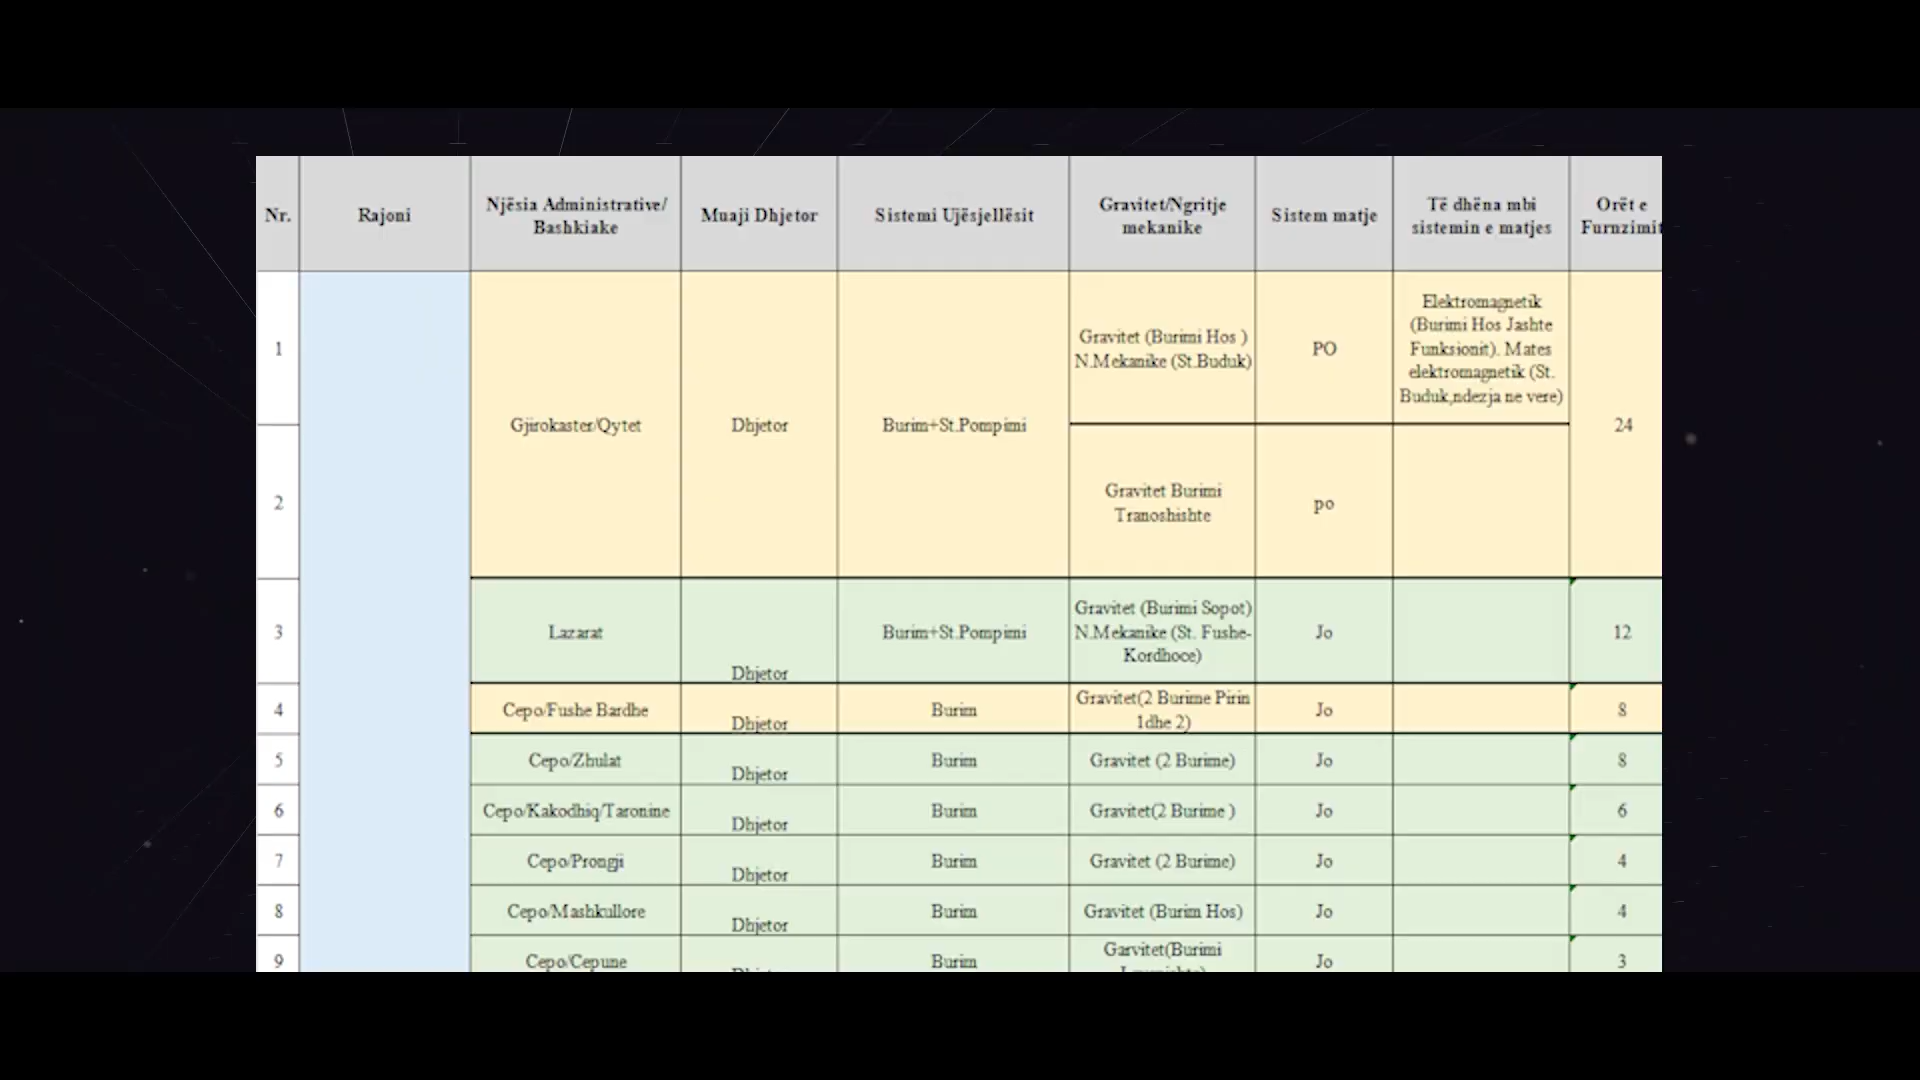 Nr.
Rajoni
Njësia Administrative/
Bashkiake
Muaji Dhjetor
Sistemi Ujësjellësit
Gravitet/Ngritje
mekanike
Sistem matje
Të dhëna mbi
sistemin e matjes
Orët e
Furnzimit
1
Gjirokaster/Qytet
Dhjetor
Burim+St.Pompimi
Gravitet (Burimi Hos )
N.Mekanike (St.Buduk)
PO
Elektromagnetik
(Burimi Hos Jashte
Funksionit). Mates
elektromagnetik (St.
Buduk,ndezja ne vere)
24
2
Gravitet Burimi
Tranoshishte
po
3
Lazarat
Dhjetor
Burim+St.Pompimi
Gravitet (Burimi Sopot)
N.Mekanike (St. Fushe-
Kordhoce)
Jo
12
4
Cepo/Fushe Bardhe
Dhjetor
Burim
Gravitet(2 Burime Pirin
1dhe 2)
Jo
8
5
Cepo/Zhulat
Dhjetor
Burim
Gravitet (2 Burime)
Jo
8
6
Cepo/Kakodhiq/Taronine
Dhjetor
Burim
Gravitet(2 Burime )
Jo
6
7
Cepo/Prongji
Dhjetor
Burim
Gravitet (2 Burime)
Jo
4
8
Cepo/Mashkullore
Dhjetor
Burim
Gravitet (Burim Hos)
Jo
4
9
Cepo/Cepune
Burim
Garvitet(Burimi
Jo
3